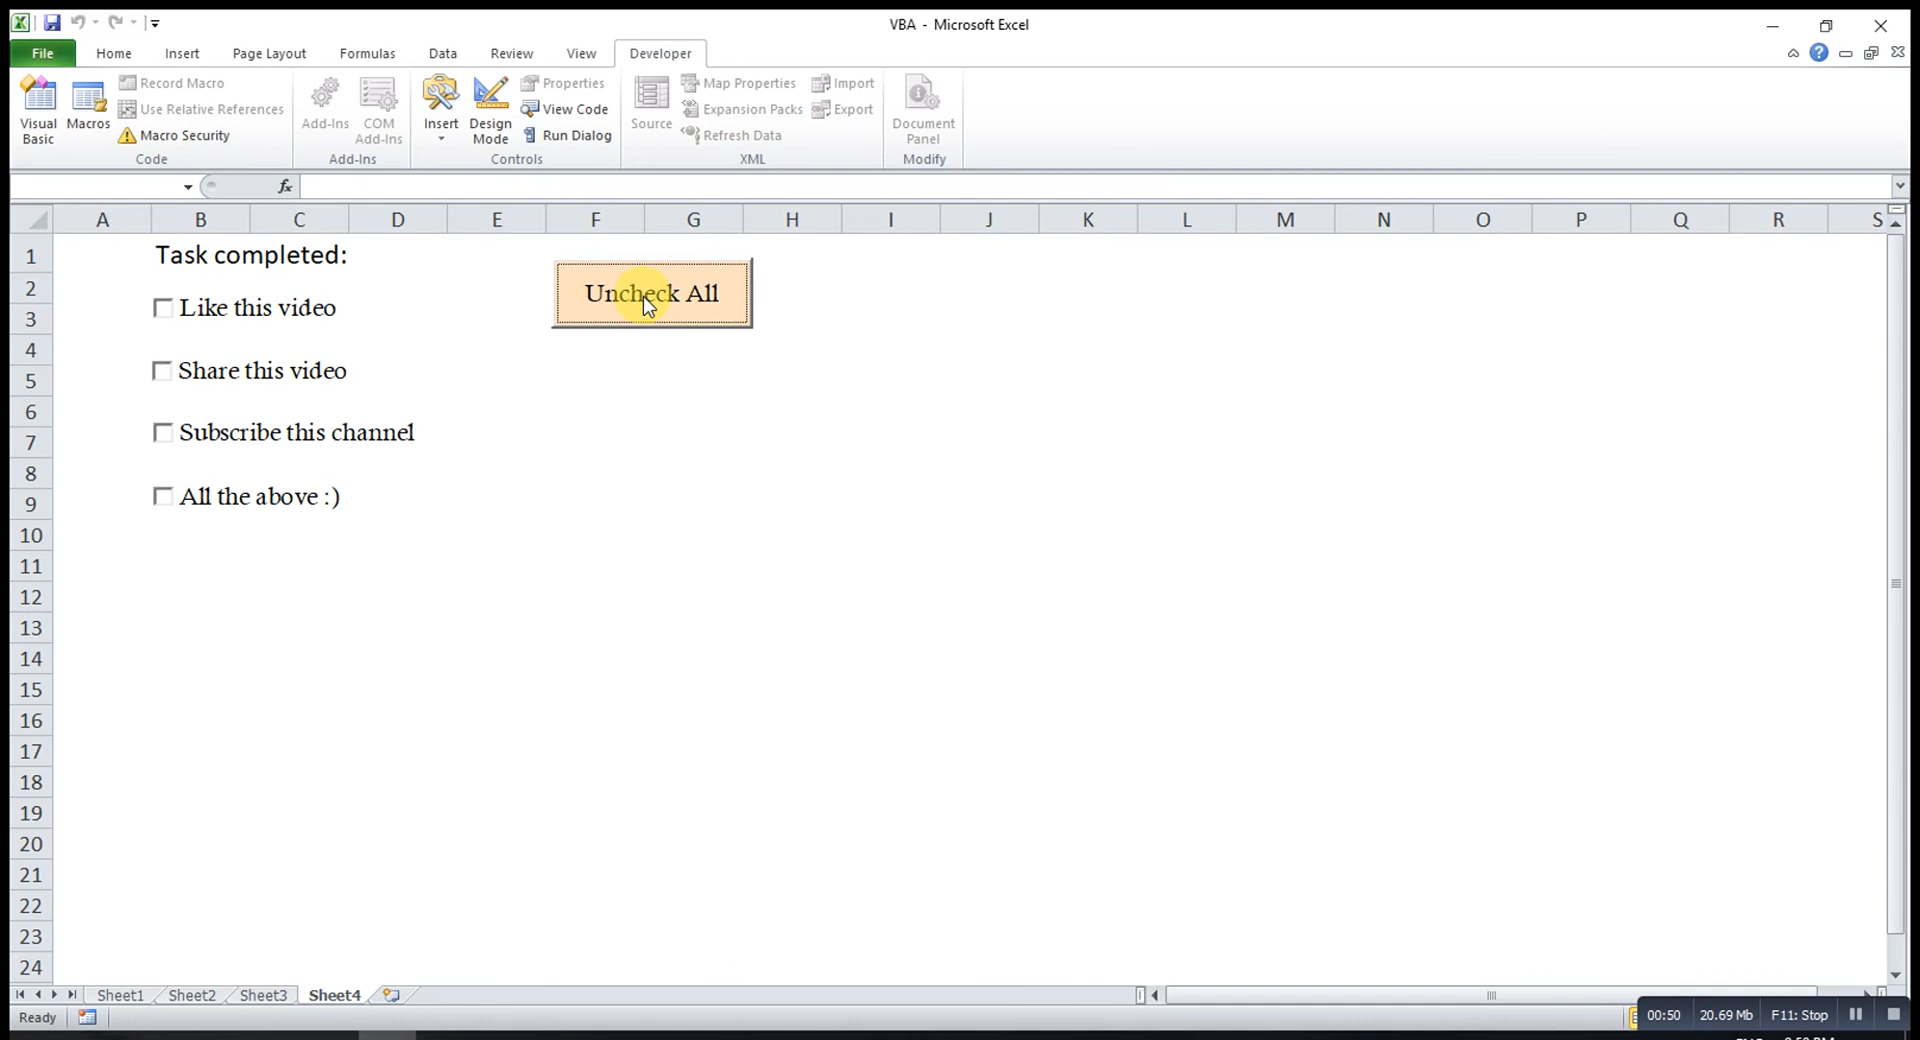 VBA - Microsoft Excel
File Home Insert Page Layout Formulas Data Review View Developer
Visual Basic
Macros
Record Macro
Use Relative References
Macro Security
Code
Add-Ins
COM Add-Ins
Add-Ins
Insert
Design Mode
Properties
View Code
Run Dialog
Controls
Source
Map Properties
Expansion Packs
Refresh Data
Import
Export
XML
Document Panel
Modify
fx
A B C D E F G H I J K L M N O P Q R S
1
2
3
4
5
6
7
8
9
10
11
12
13
14
15
16
17
18
19
20
21
22
23
24
Task completed:
Like this video
Share this video
Subscribe this channel
All the above :)
Uncheck All
Sheet1 Sheet2 Sheet3 Sheet4
Ready
00:50 20.69 Mb F11: Stop